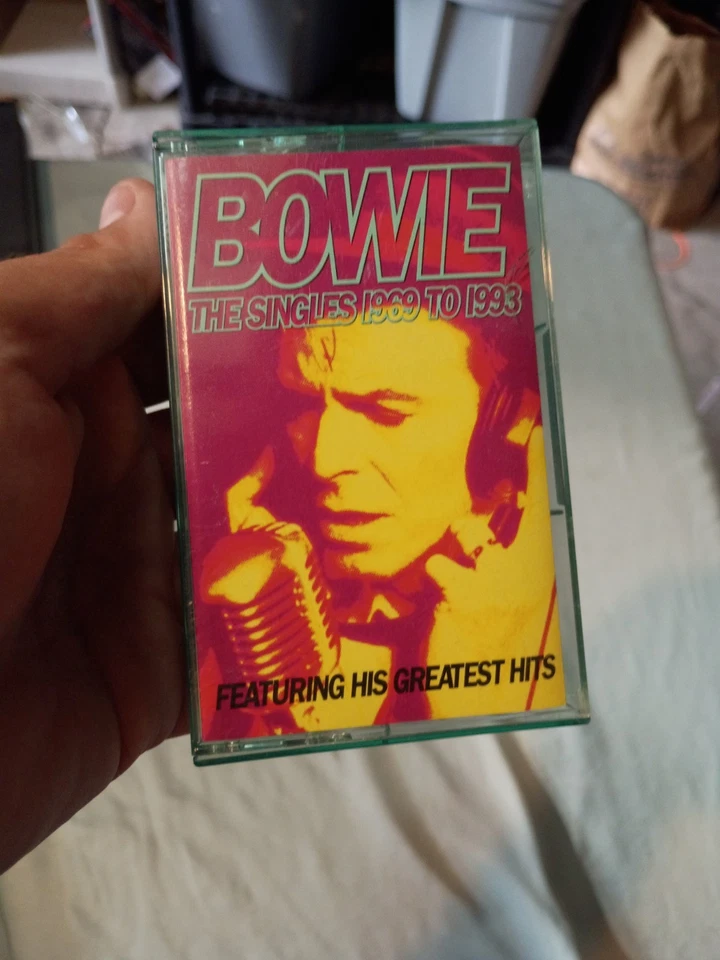 BOWIE
THE SINGLES 1969 TO 1993
FEATURING HIS GREATEST HITS